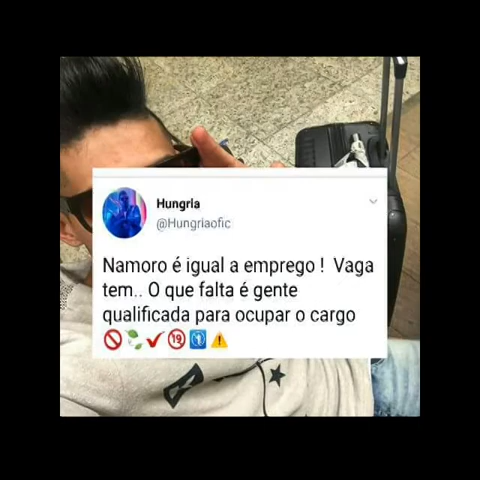 Hungria
@Hungriaofic
Namoro é igual a emprego ! Vaga
tem.. O que falta é gente
qualificada para ocupar o cargo
🚫🍃✔️🔞🚹⚠️